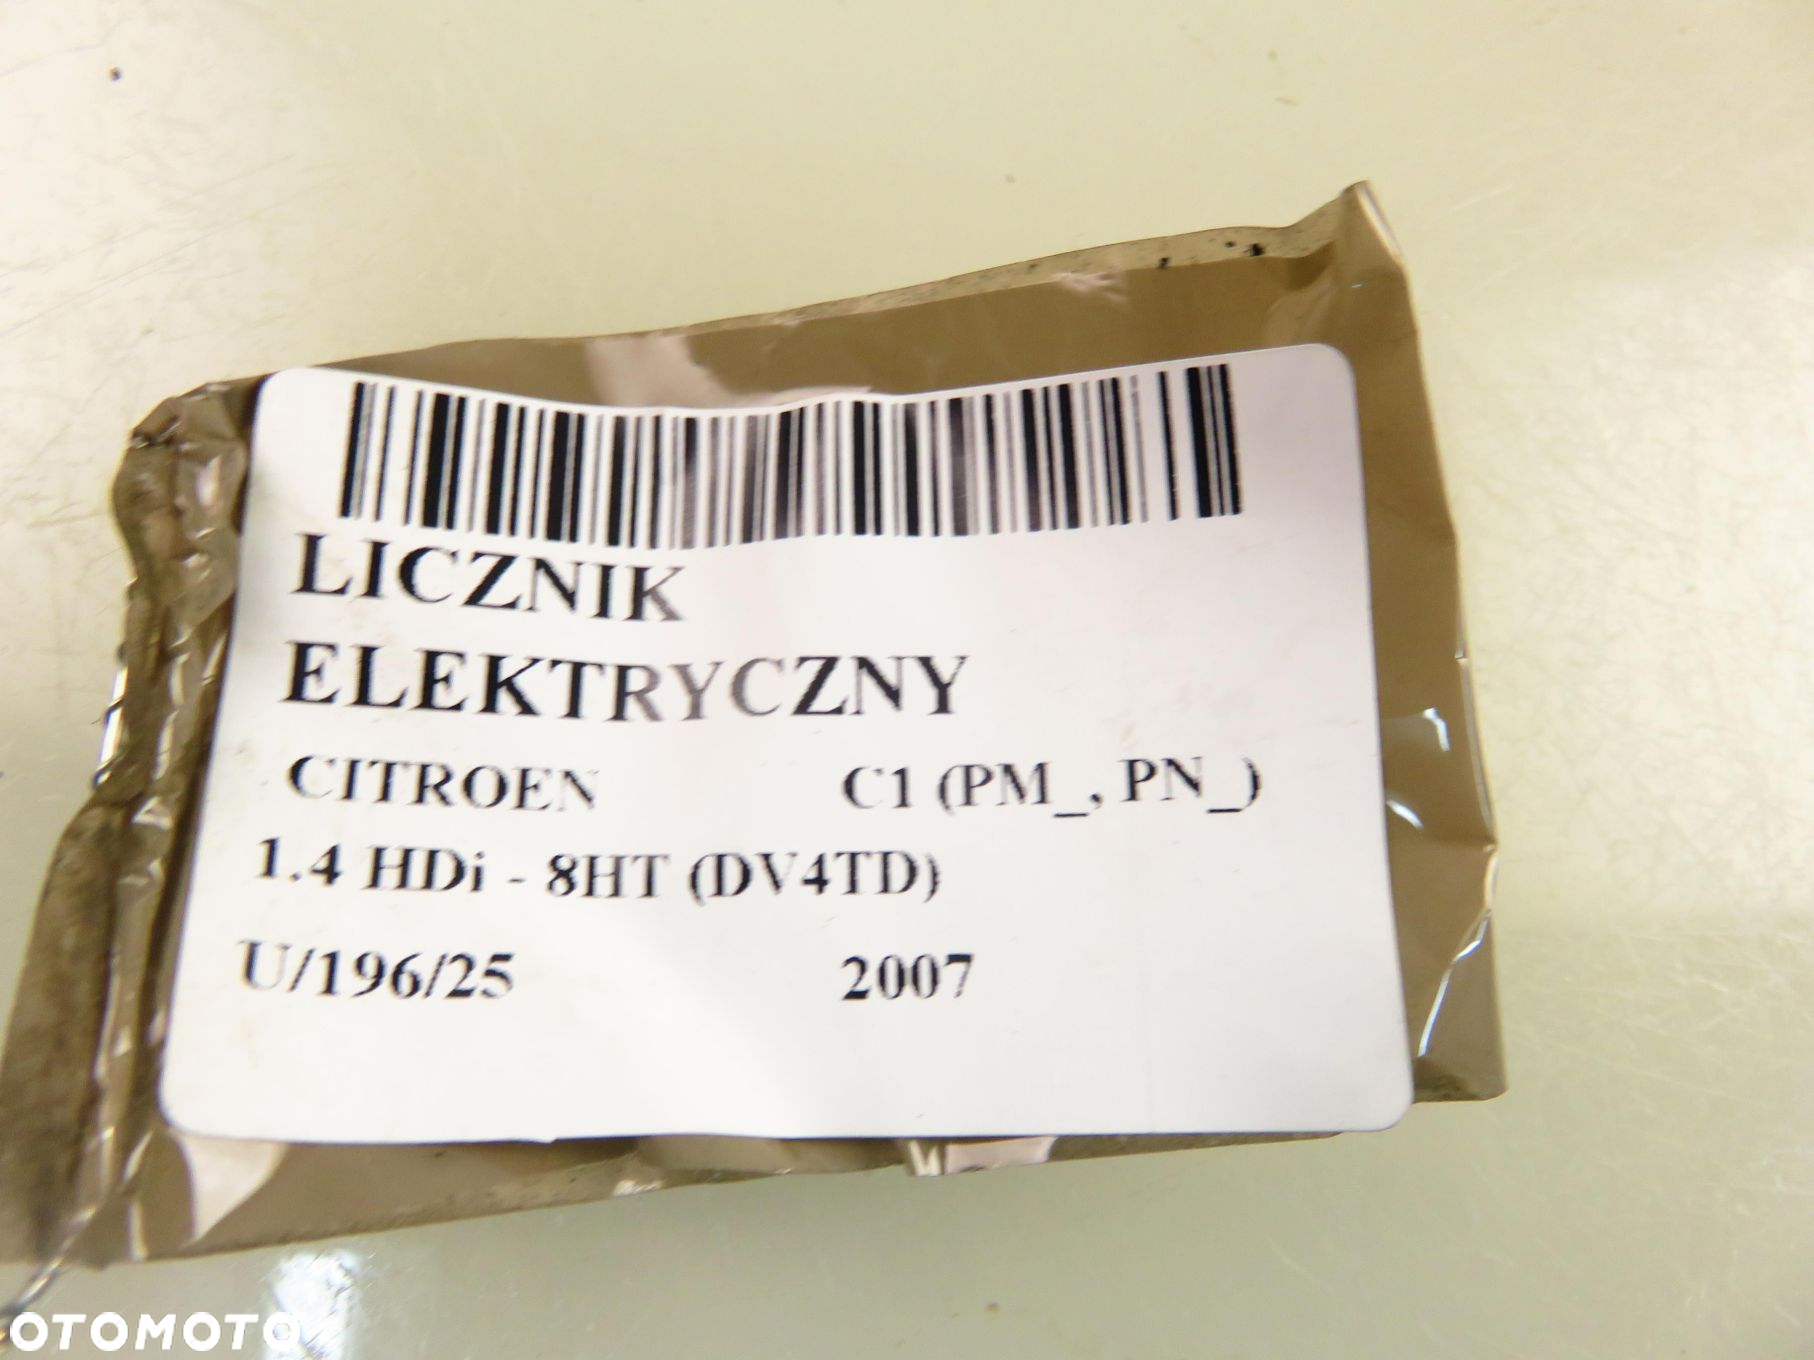 LICZNIK
ELEKTRYCZNY
CITROEN C1 (PM_, PN_)
1.4 HDi - 8HT (DV4TD)
U/196/25 2007
OTOMOTO